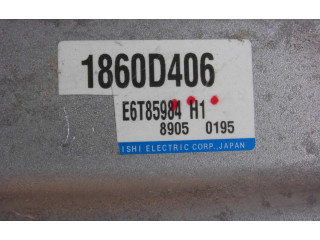 1860D406
E6T85984 H1
8905 0195
ISHI ELECTRIC CORP., JAPAN